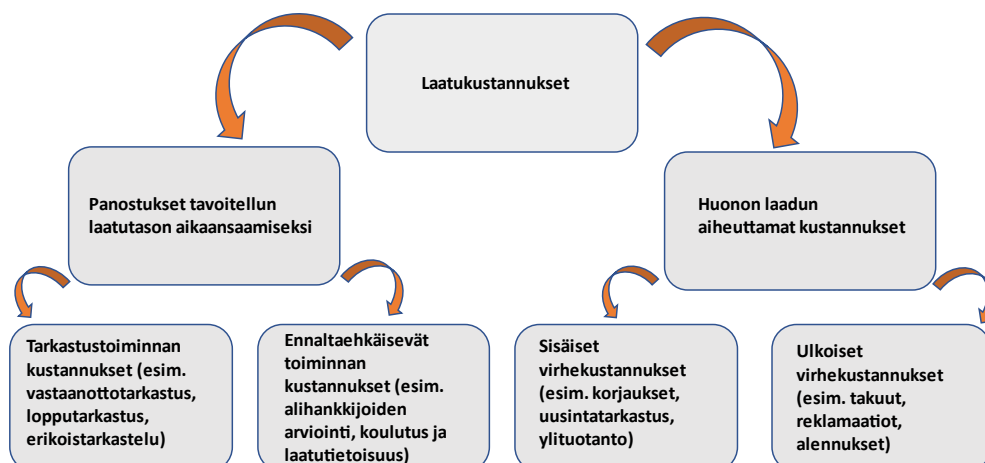 Laatukustannukset
Panostukset tavoitellun
laatutason aikaansaamiseksi
Huonon laadun
aiheuttamat kustannukset
Tarkastustoiminnan
kustannukset (esim.
vastaanottotarkastus,
lopputarkastus,
erikoistarkastelu)
Ennaltaehkäisevät
toiminnan
kustannukset (esim.
alihankkijoiden
arviointi, koulutus ja
laatutietoisuus)
Sisäiset
virhekustannukset
(esim. korjaukset,
uusintatarkastus,
ylituotanto)
Ulkoiset
virhekustannukset
(esim. takuut,
reklamaatiot,
alennukset)